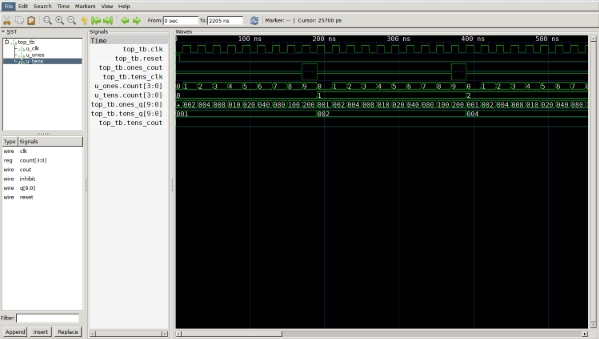 File Edit Search Time Markers View Help
From: 0 sec To: 2205 ns Marker: -- | Cursor: 25700 ps
SST
top_tb
u_clk
u_ones
u_tens
Type Signals
wire clk
reg count[3:0]
wire cout
wire inhibit
wire q[9:0]
wire reset
Filter:
Append Insert Replace
Signals
Time
top_tb.clk
top_tb.reset
top_tb.ones_cout
top_tb.tens_clk
u_ones.count[3:0]
u_tens.count[3:0]
top_tb.ones_q[9:0]
top_tb.tens_q[9:0]
top_tb.tens_cout
Waves
100 ns 200 ns 300 ns 400 ns 500 ns
0 1 2 3 4 5 6 7 8 9 0 1 2 3 4 5 6 7 8 9 0 1 2 3 4 5 6 7 8
0 1 2
+ 002 004 008 010 020 040 080 100 200 001 002 004 008 010 020 040 080 100 200 001 002 004 008 010 020 040 080
001 002 004